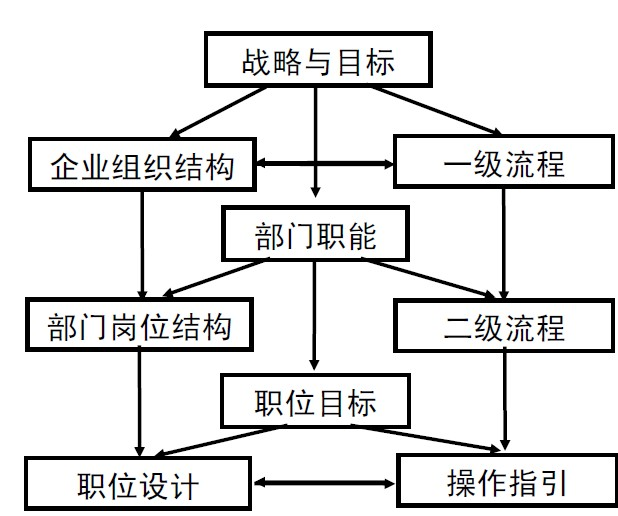 战略与目标
企业组织结构
一级流程
部门职能
部门岗位结构
二级流程
职位目标
职位设计
操作指引